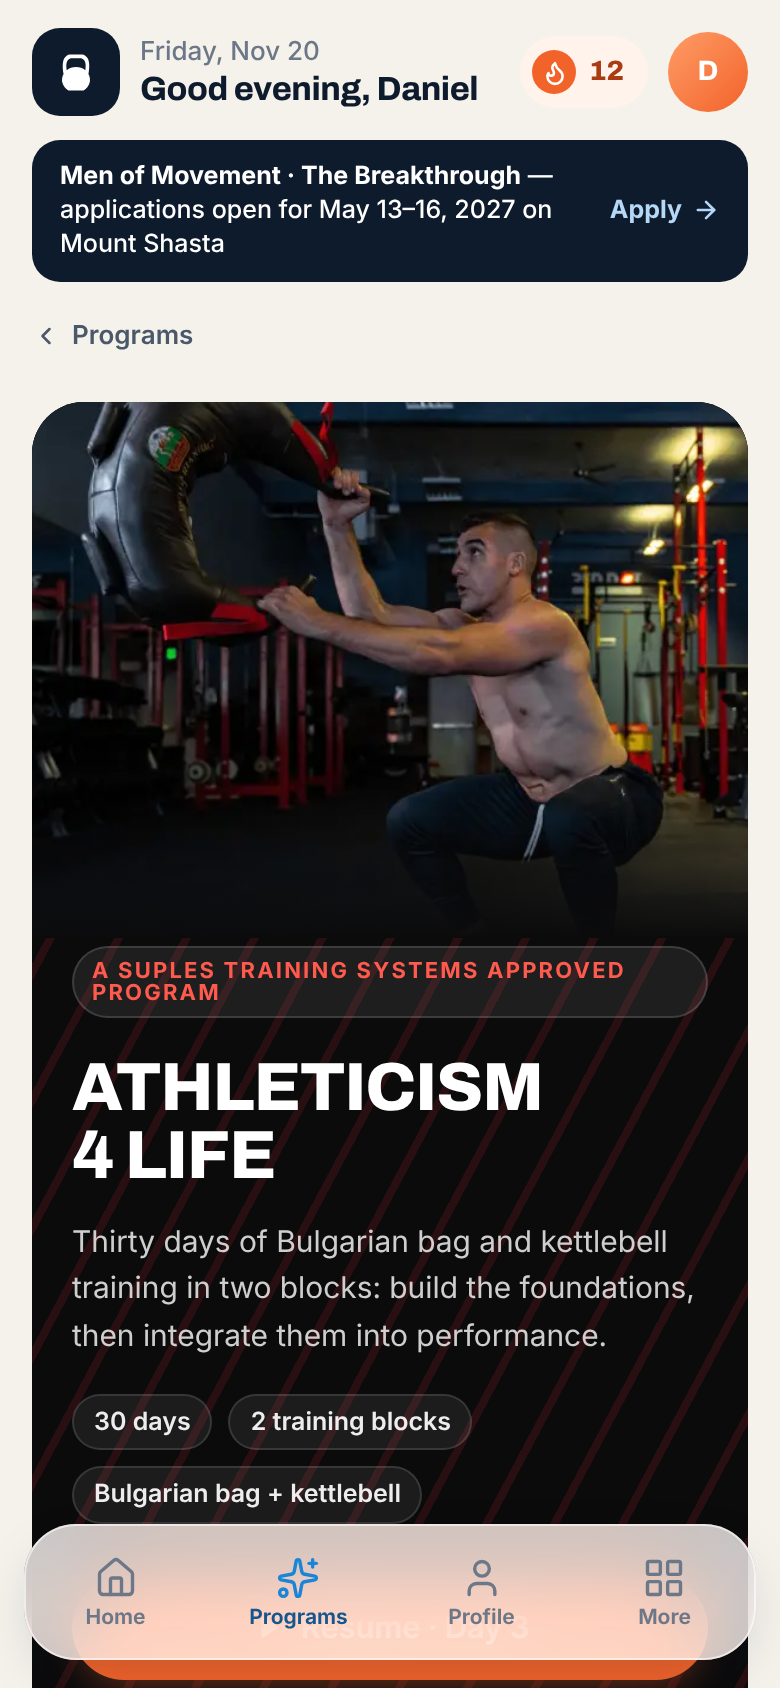 Friday, Nov 20
Good evening, Daniel
12
D
Men of Movement · The Breakthrough —
applications open for May 13–16, 2027 on
Mount Shasta
Apply →
Programs
A SUPLES TRAINING SYSTEMS APPROVED
PROGRAM
ATHLETICISM
4 LIFE
Thirty days of Bulgarian bag and kettlebell
training in two blocks: build the foundations,
then integrate them into performance.
30 days
2 training blocks
Bulgarian bag + kettlebell
Resume · Day 3
Home
Programs
Profile
More